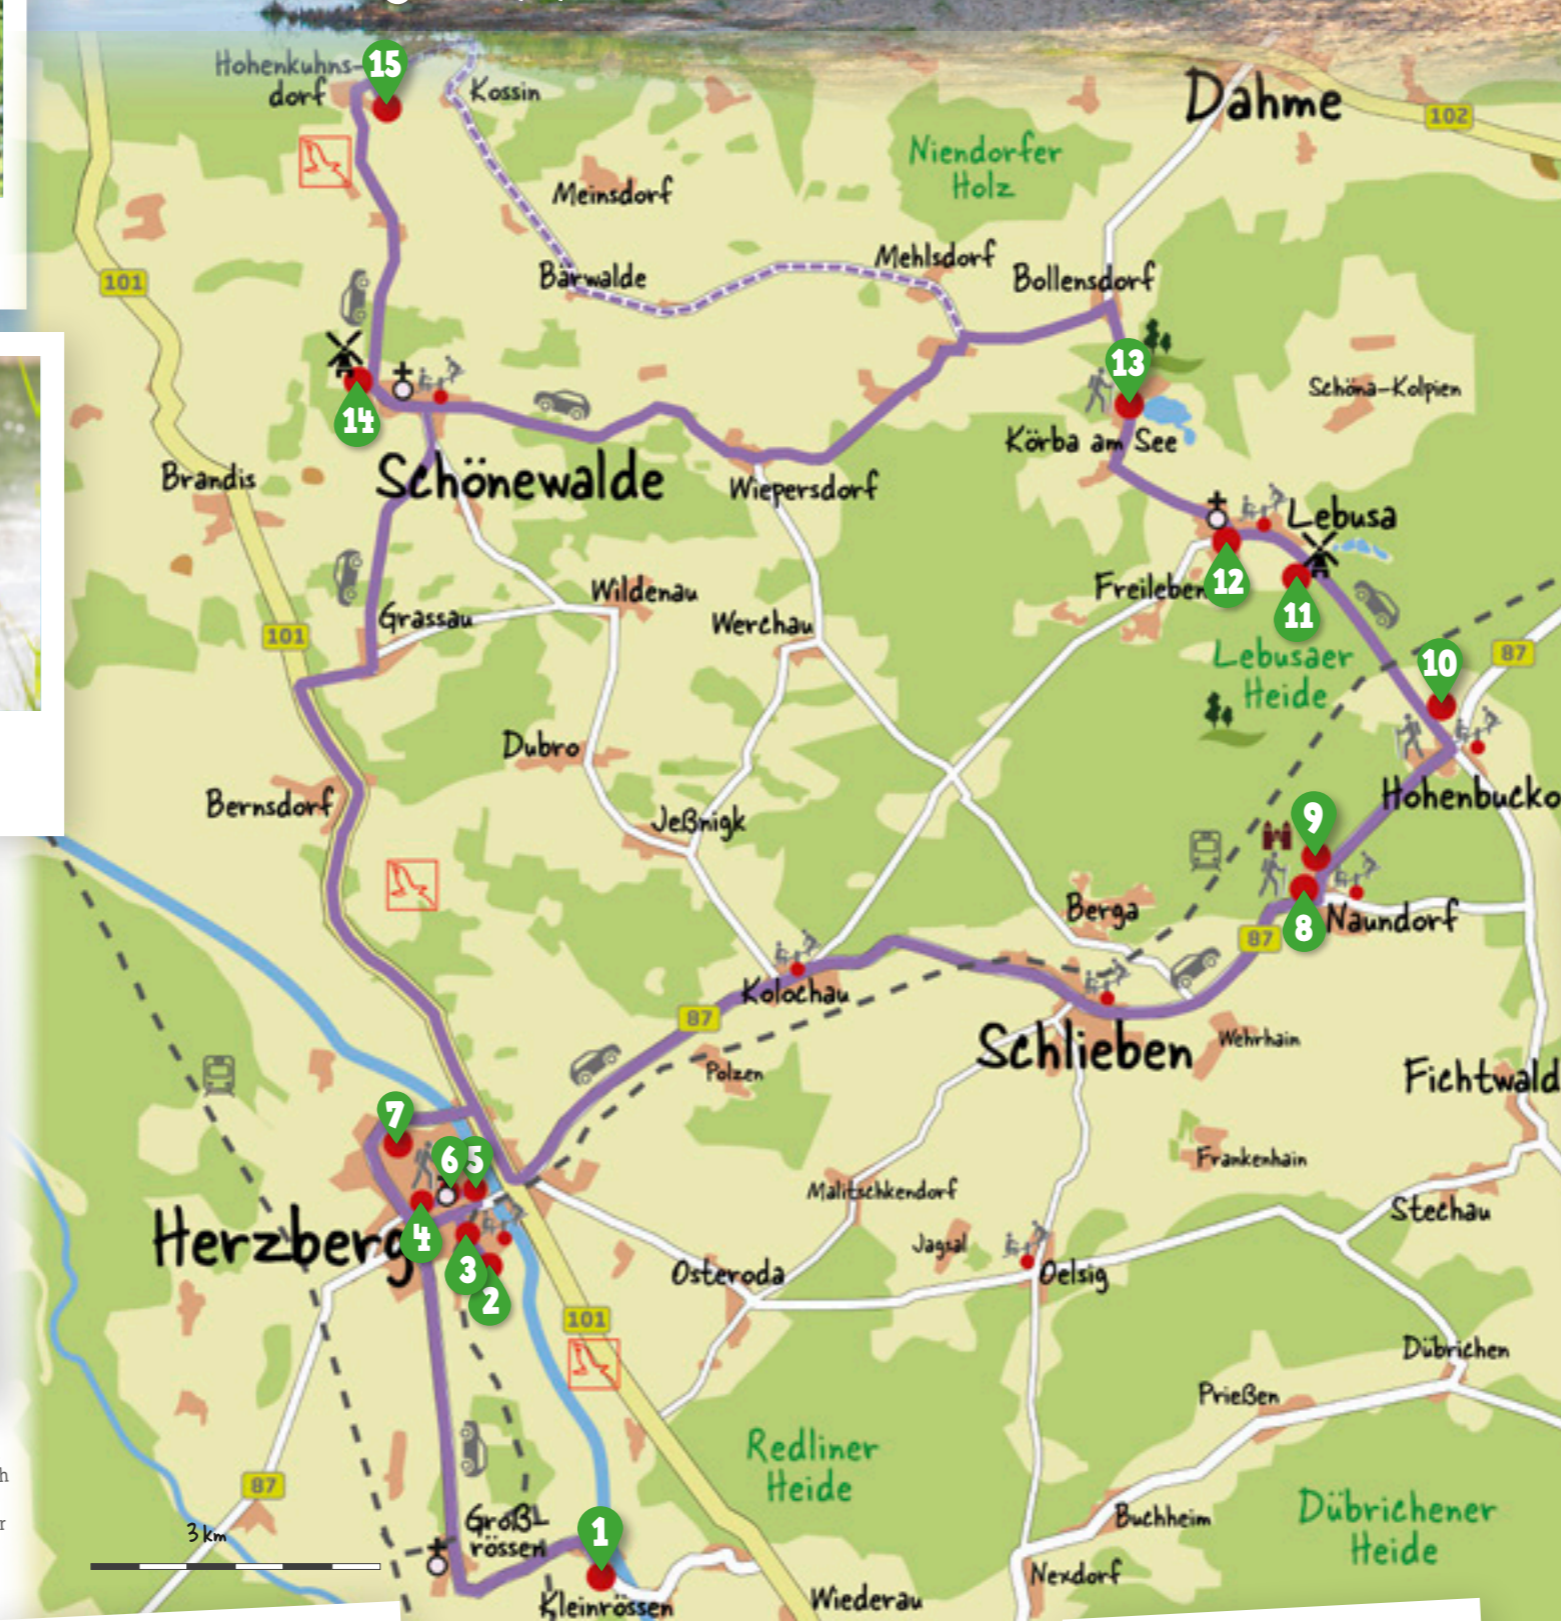 15
Hohenkuhns-
dorf
Kossin
Dahme
102
Niendorfer
Holz
Meinsdorf
101
Bärwalde
Mehlsdorf
Bollensdorf
13
14
Schöna-Kolpien
Körba am See
Brandis
Schönewalde
Wiepersdorf
Lebusa
Freileben
12
11
Wildenau
Grassau
Werchau
101
Lebusaer
Heide
10
87
Dubro
Bernsdorf
Jeßnigk
Hohenbucko
9
Berga
8
Naundorf
87
Kolochau
87
Schlieben
Wehrhain
Polzen
Fichtwald
7
6
5
Frankenhain
Malitschkendorf
Stechau
Herzberg
4
3
2
Jagsal
Osteroda
Oelsig
101
Dübrichen
Prießen
Redliner
Heide
h
87
r
3 km
Groß-
rössen
1
Buchheim
Dübrichener
Heide
Nexdorf
Kleinrössen
Wiederau